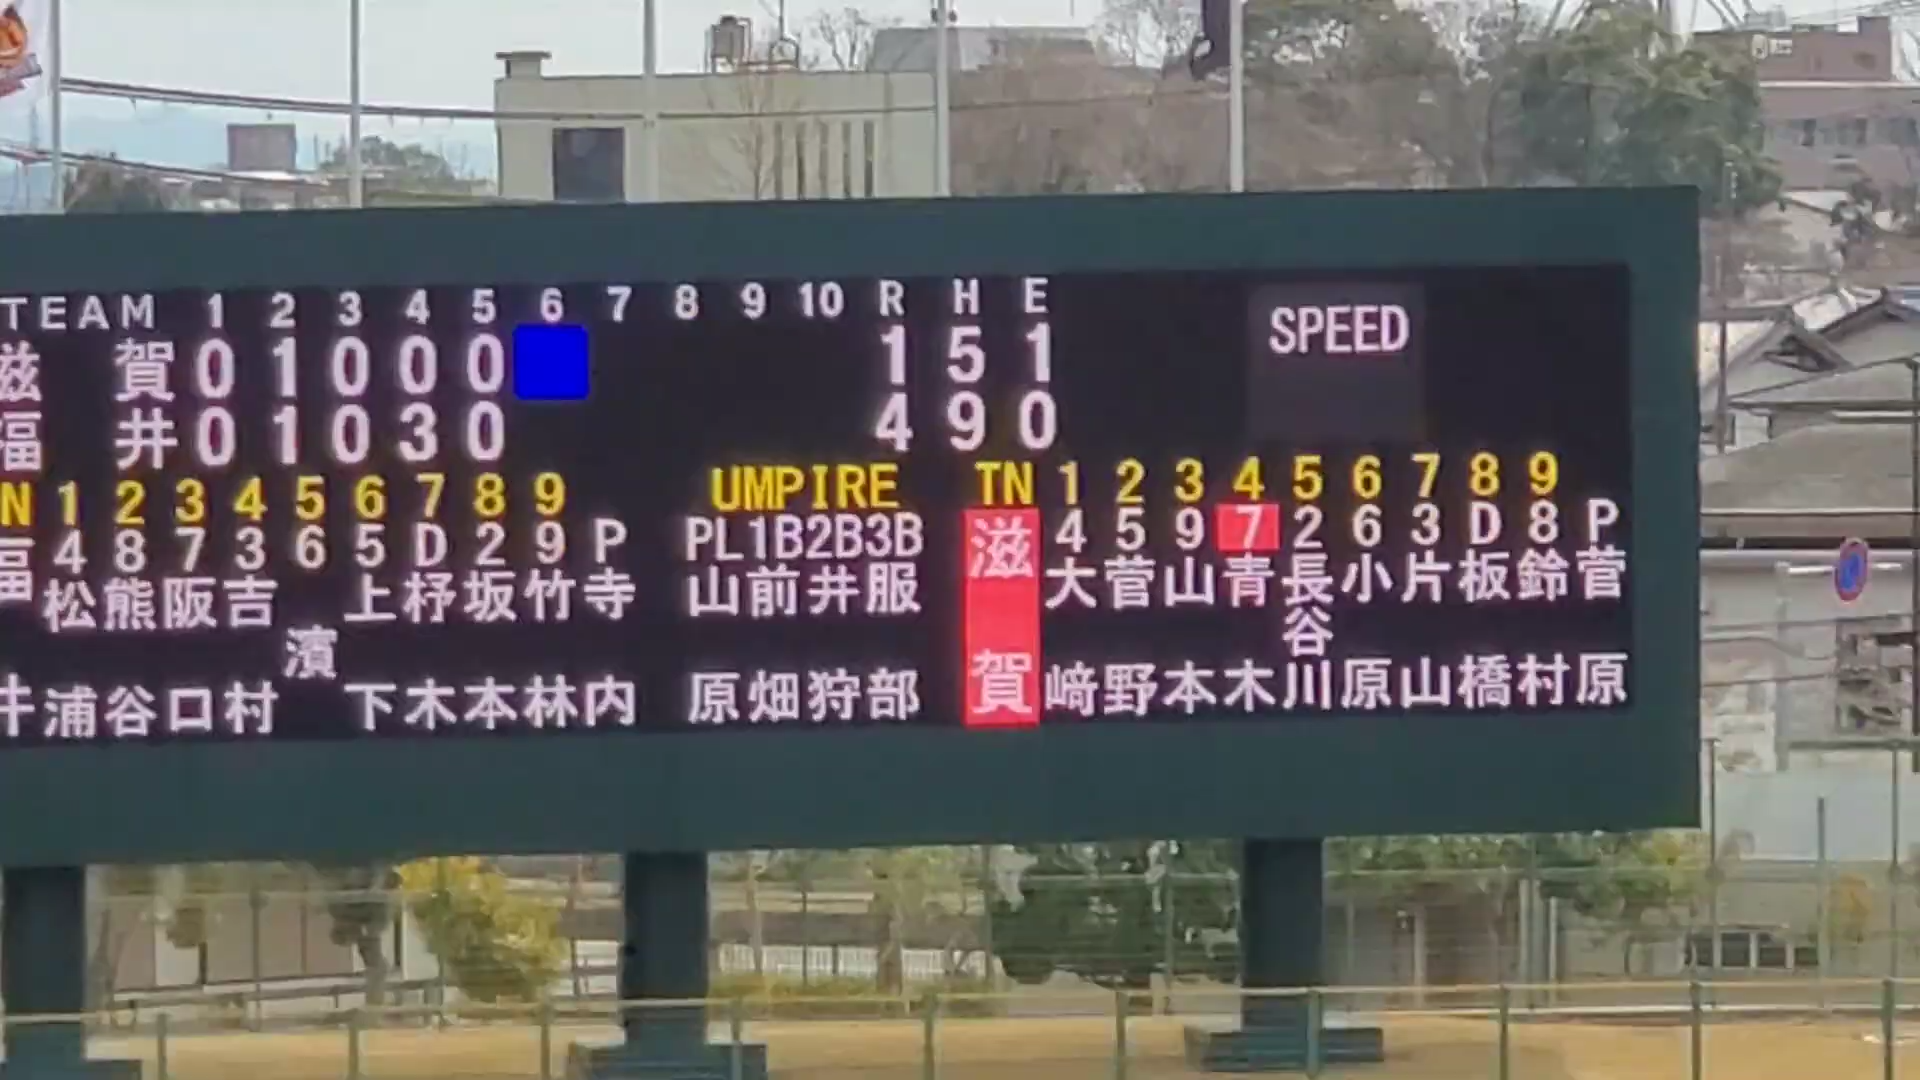 TEAM 1 2 3 4 5 6 7 8 9 10 R H E
滋 賀 0 1 0 0 0 1 5 1
福 井 0 1 0 3 0 4 9 0
SPEED
N 1 2 3 4 5 6 7 8 9
4 8 7 3 6 5 D 2 9 P
福 松 熊 阪 吉 上 杼 坂 竹 寺
濱
井 浦 谷 口 村 下 木 本 林 内
UMPIRE
PL 1B 2B 3B
山 前 井 服
原 畑 狩 部
TN 1 2 3 4 5 6 7 8 9
4 5 9 7 2 6 3 D 8 P
滋 大 菅 山 青 長 小 片 板 鈴 菅
谷
賀 﨑 野 本 木 川 原 山 橋 村 原